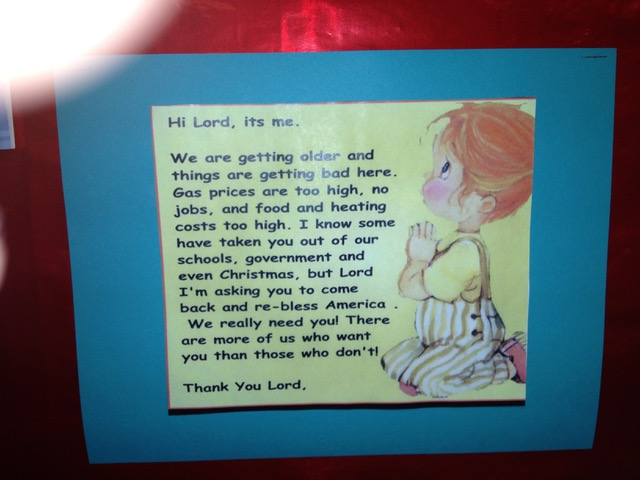 Hi Lord, its me.
We are getting older and
things are getting bad here.
Gas prices are too high, no
jobs, and food and heating
costs too high. I know some
have taken you out of our
schools, government and
even Christmas, but Lord
I'm asking you to come
back and re-bless America .
We really need you! There
are more of us who want
you than those who don't!
Thank You Lord,